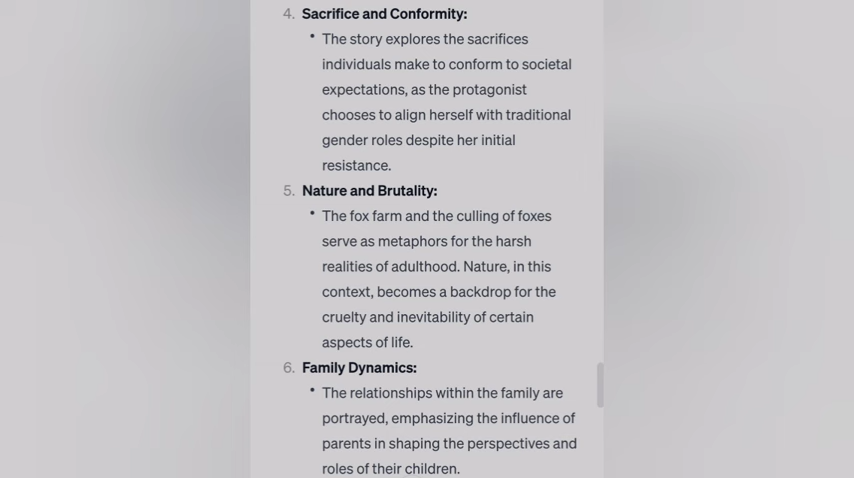 4. Sacrifice and Conformity:
• The story explores the sacrifices
individuals make to conform to societal
expectations, as the protagonist
chooses to align herself with traditional
gender roles despite her initial
resistance.
5. Nature and Brutality:
• The fox farm and the culling of foxes
serve as metaphors for the harsh
realities of adulthood. Nature, in this
context, becomes a backdrop for the
cruelty and inevitability of certain
aspects of life.
6. Family Dynamics:
• The relationships within the family are
portrayed, emphasizing the influence of
parents in shaping the perspectives and
roles of their children.